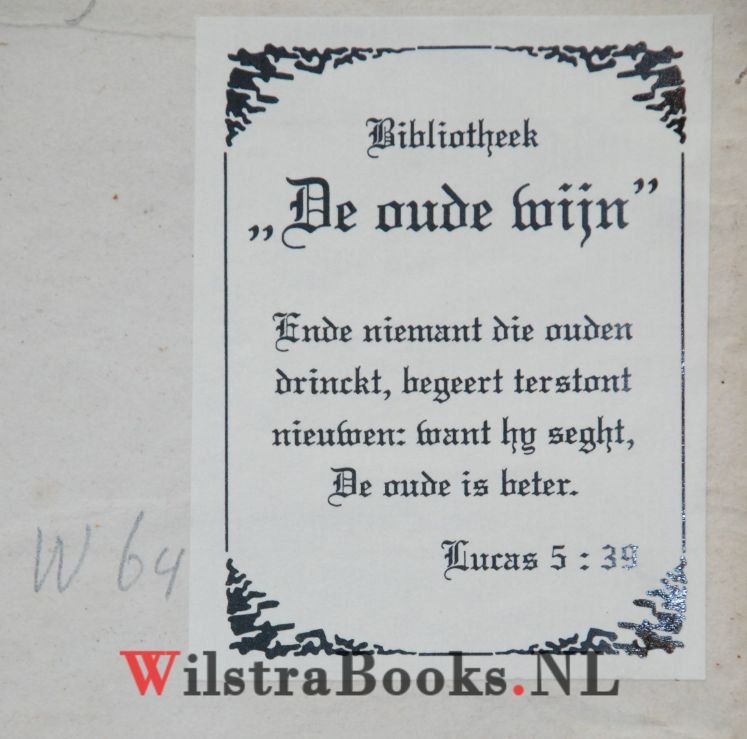 Bibliotheek
„De oude wijn”
Ende niemant die ouden
drinckt, begeert terstont
nieuwen: want hy seght,
De oude is beter.
Lucas 5 : 39
W 64
WilstraBooks.NL